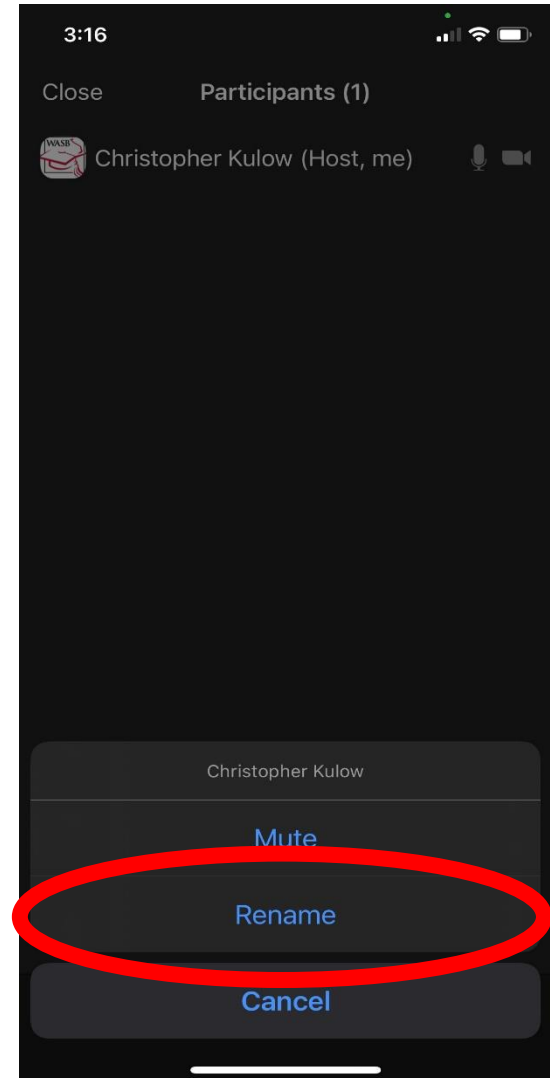 3:16
Close Participants (1)
WASB
Christopher Kulow (Host, me)
Christopher Kulow
Mute
Rename
Cancel